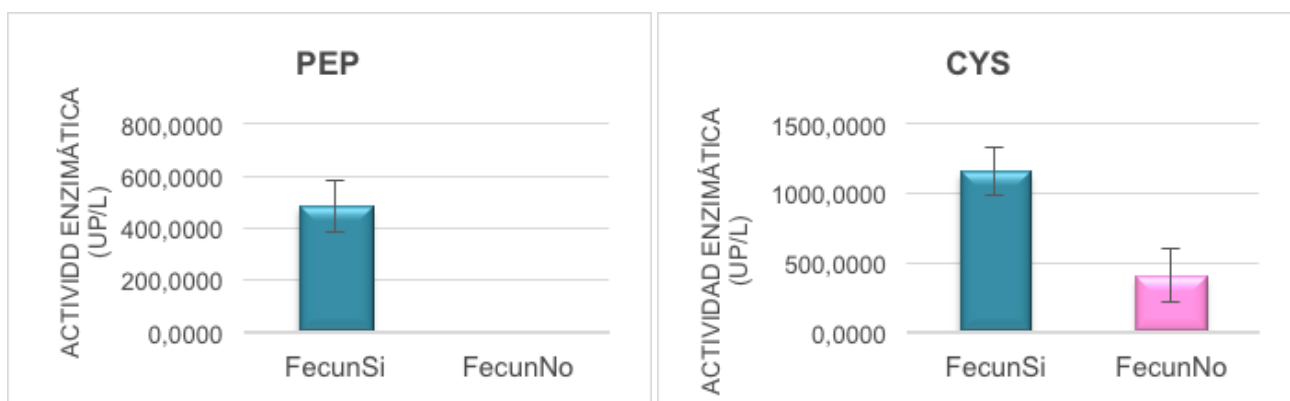 PEP
ACTIVIDD ENZIMÁTICA
(UP/L)
800,0000
600,0000
400,0000
200,0000
0,0000
FecunSi
FecunNo
CYS
ACTIVIDAD ENZIMÁTICA
(UP/L)
1500,0000
1000,0000
500,0000
0,0000
FecunSi
FecunNo